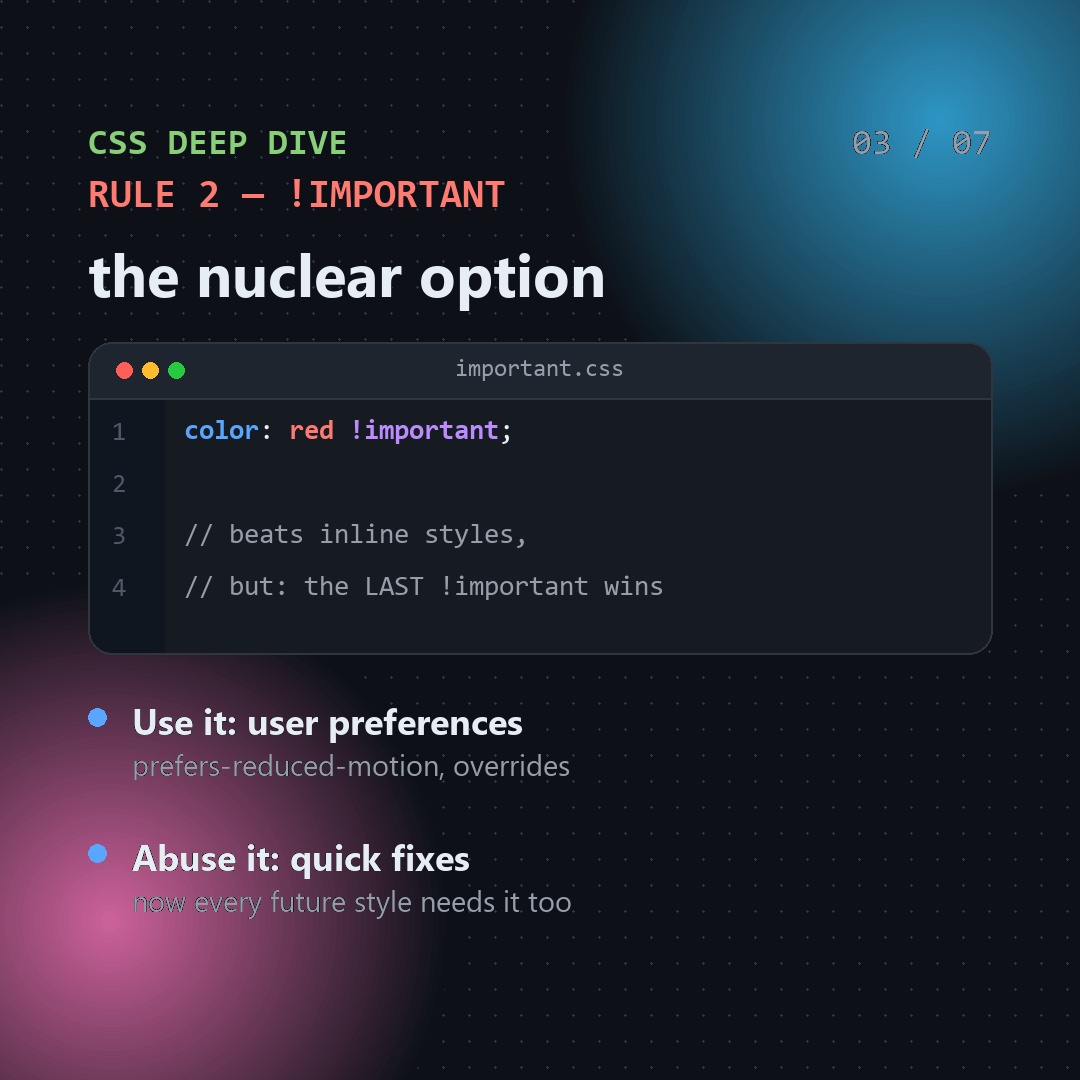 CSS DEEP DIVE
03 / 07
RULE 2 — !IMPORTANT
the nuclear option
important.css
1 color: red !important;
2
3 // beats inline styles,
4 // but: the LAST !important wins
Use it: user preferences
prefers-reduced-motion, overrides
Abuse it: quick fixes
now every future style needs it too